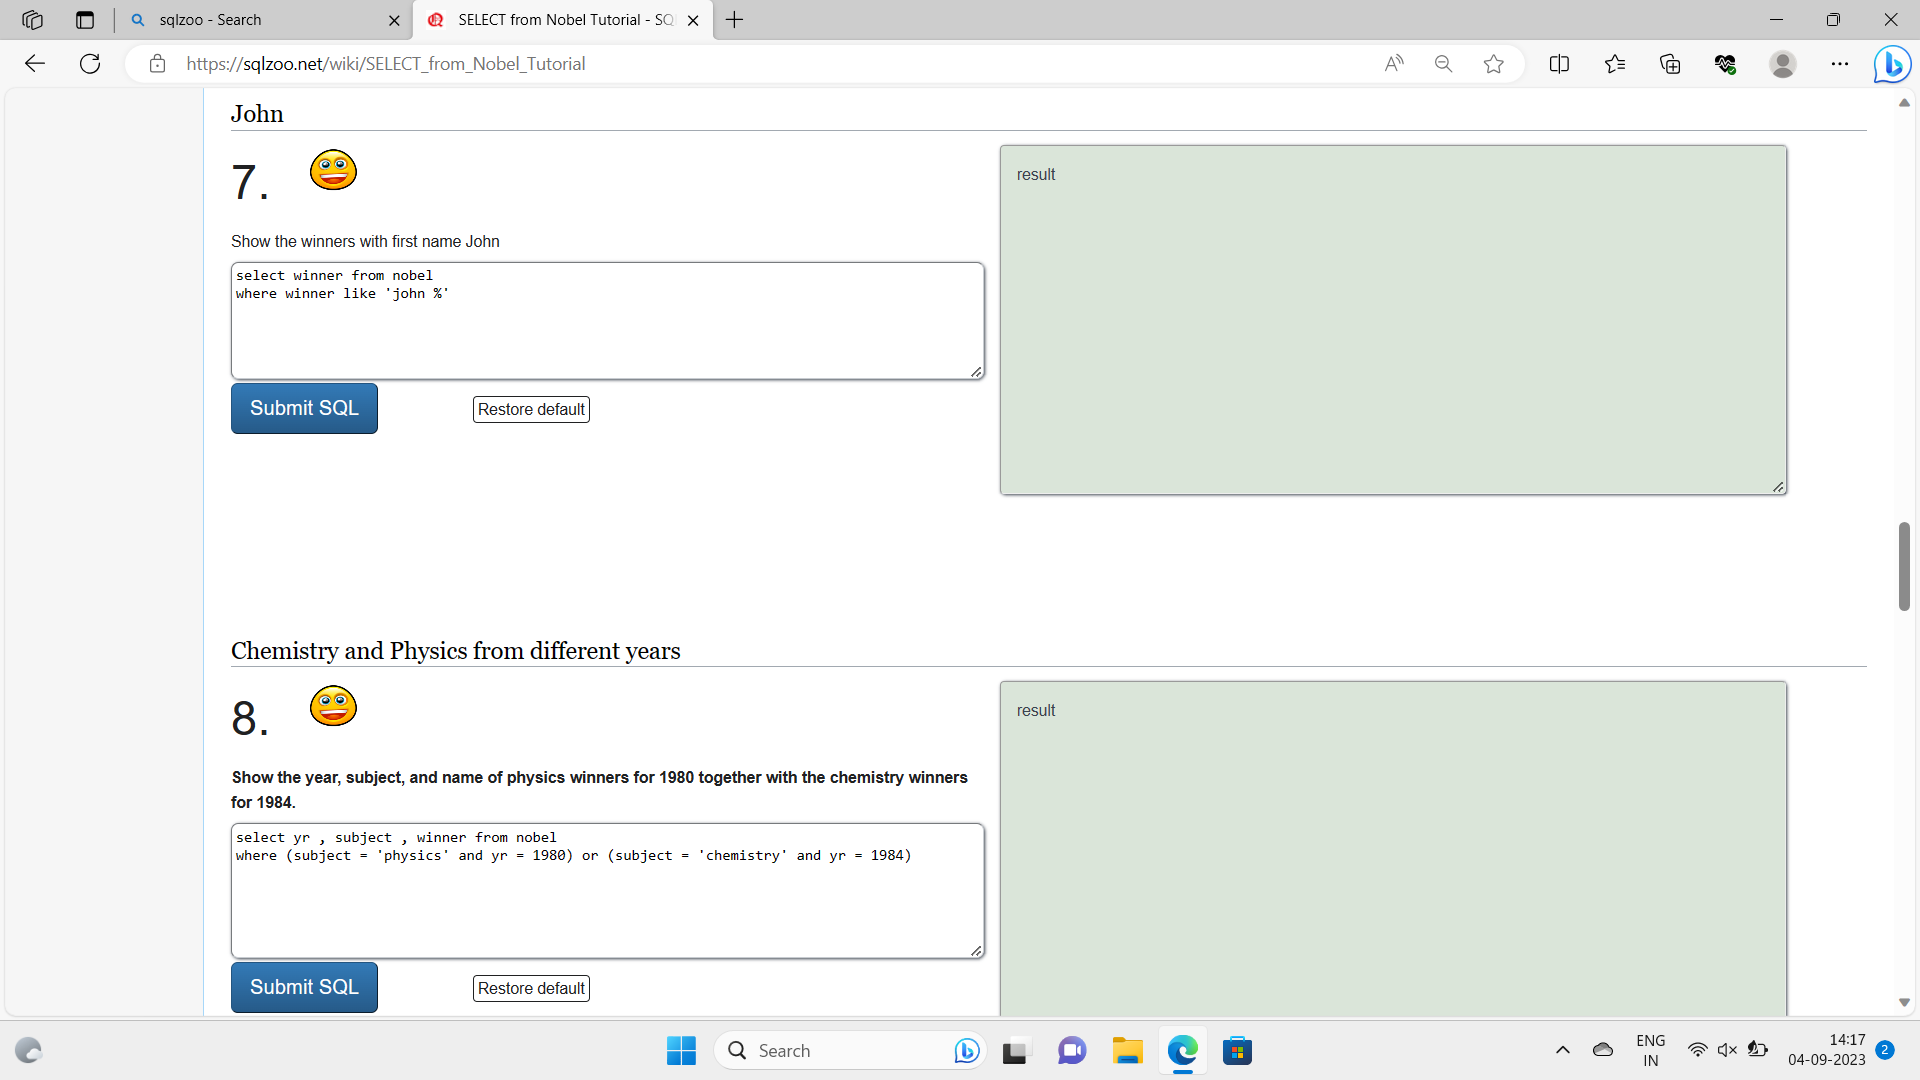 sqlzoo - Search
SELECT from Nobel Tutorial - SQ
https://sqlzoo.net/wiki/SELECT_from_Nobel_Tutorial
John
7.
result
Show the winners with first name John
select winner from nobel
where winner like 'john %'
Submit SQL
Restore default
Chemistry and Physics from different years
8.
result
Show the year, subject, and name of physics winners for 1980 together with the chemistry winners
for 1984.
select yr , subject , winner from nobel
where (subject = 'physics' and yr = 1980) or (subject = 'chemistry' and yr = 1984)
Submit SQL
Restore default
Search
ENG
IN
14:17
04-09-2023
2